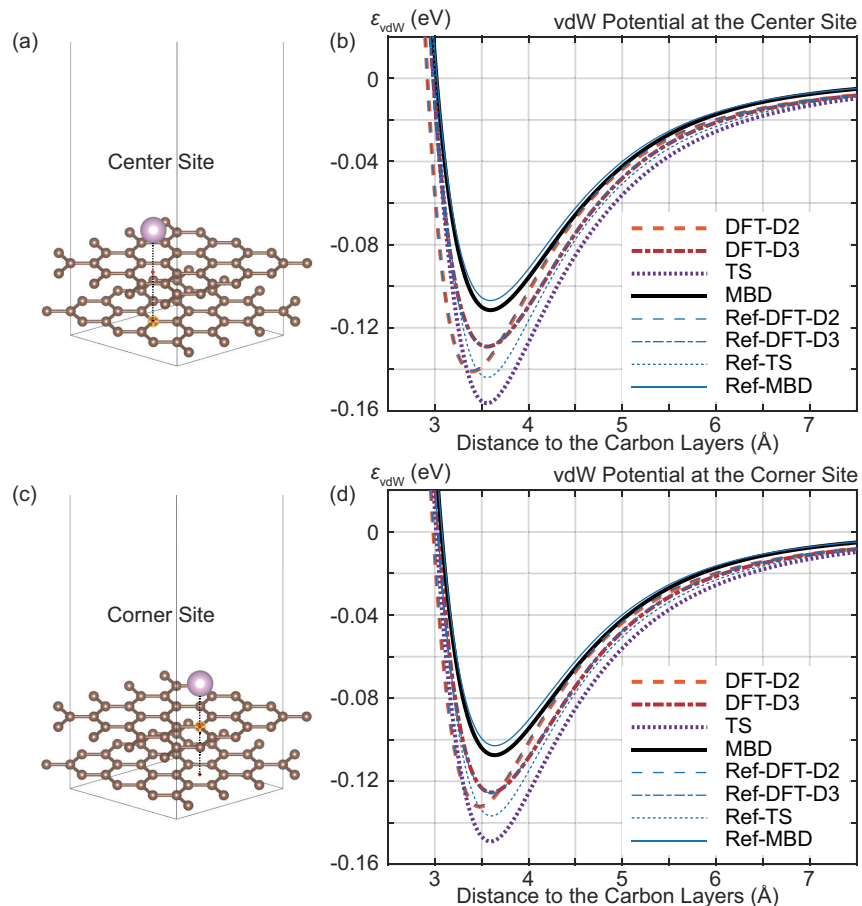 (a)
Center Site
(b)
εvdW (eV)
vdW Potential at the Center Site
0
-0.04
-0.08
-0.12
-0.16
DFT-D2
DFT-D3
TS
MBD
Ref-DFT-D2
Ref-DFT-D3
Ref-TS
Ref-MBD
3 4 5 6 7
Distance to the Carbon Layers (Å)
(c)
Corner Site
(d)
εvdW (eV)
vdW Potential at the Corner Site
0
-0.04
-0.08
-0.12
-0.16
DFT-D2
DFT-D3
TS
MBD
Ref-DFT-D2
Ref-DFT-D3
Ref-TS
Ref-MBD
3 4 5 6 7
Distance to the Carbon Layers (Å)